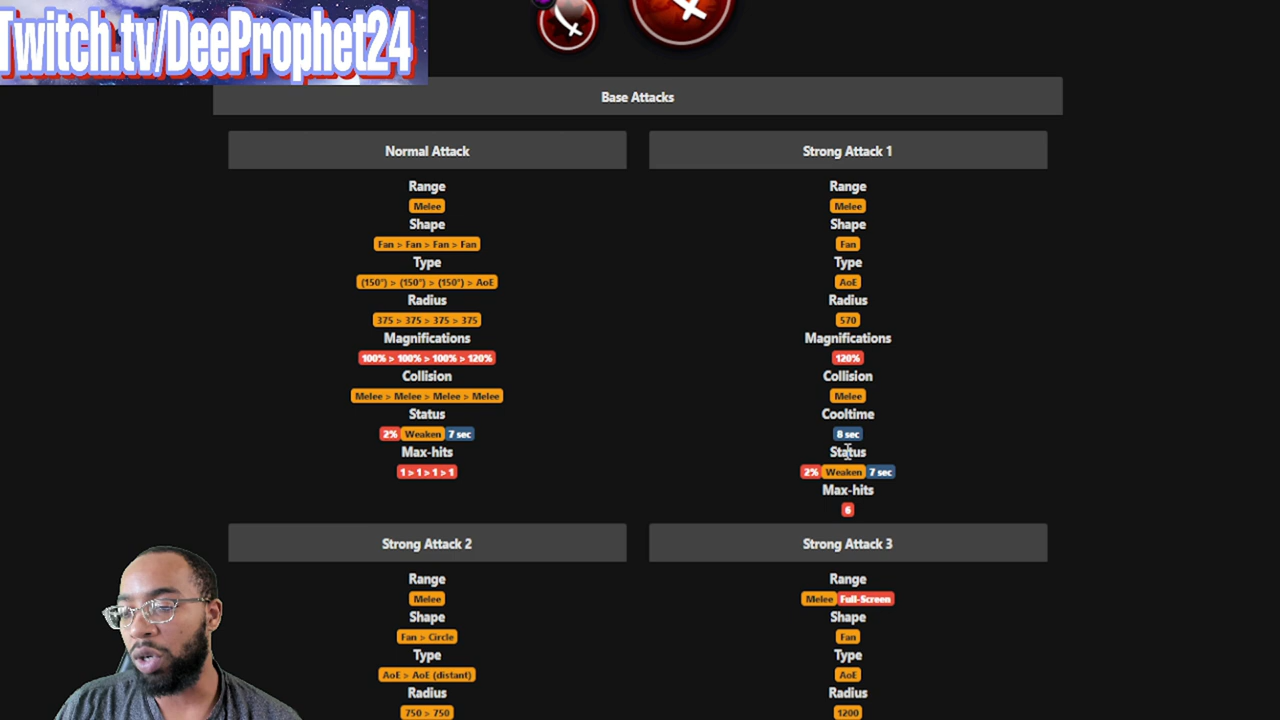 Twitch.tv/DeeProphet24
Base Attacks
Normal Attack
Range
Melee
Shape
Fan > Fan > Fan > Fan
Type
(150°) > (150°) > (150°) > AoE
Radius
375 > 375 > 375 > 375
Magnifications
100% > 100% > 100% > 120%
Collision
Melee > Melee > Melee > Melee
Status
2% Weaken 7 sec
Max-hits
1 > 1 > 1 > 1
Strong Attack 1
Range
Melee
Shape
Fan
Type
AoE
Radius
570
Magnifications
120%
Collision
Melee
Cooltime
8 sec
Status
2% Weaken 7 sec
Max-hits
6
Strong Attack 2
Range
Melee
Shape
Fan > Circle
Type
AoE > AoE (distant)
Radius
750 > 750
Strong Attack 3
Range
Melee Full-Screen
Shape
Fan
Type
AoE
Radius
1200